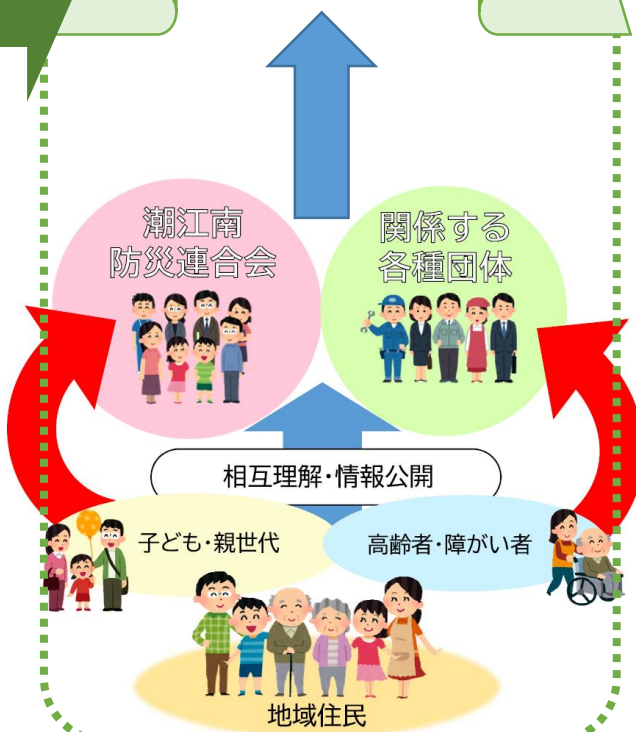 潮江南
防災連合会
関係する
各種団体
相互理解・情報公開
子ども・親世代
高齢者・障がい者
地域住民